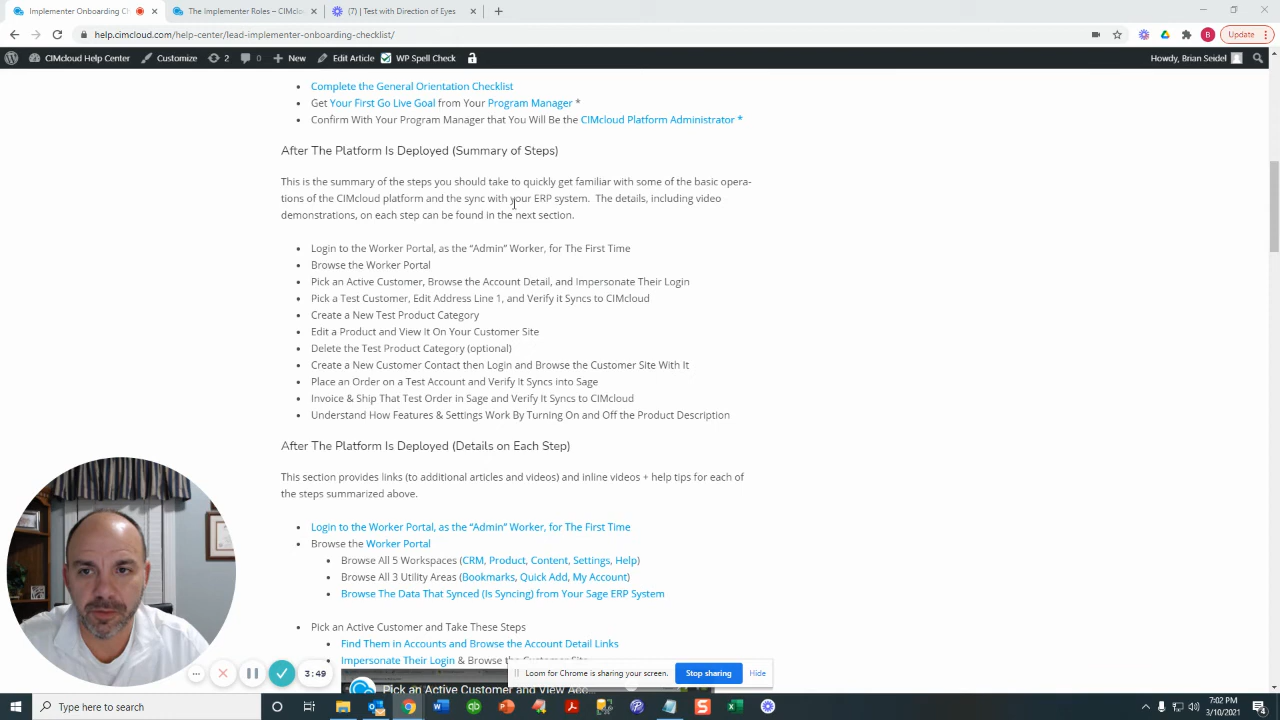 Implementer Onboarding Ch
The Implementer Roles – CIMclou
(7) | Test with Direction of Eyes
help.cimcloud.com/help-center/lead-implementer-onboarding-checklist/
B
Update
CIMcloud Help Center
Customize
2
0
New
Edit Article
WP Spell Check
Howdy, Brian Seidel
Complete the General Orientation Checklist
Get Your First Go Live Goal from Your Program Manager *
Confirm With Your Program Manager that You Will Be the CIMcloud Platform Administrator *
After The Platform Is Deployed (Summary of Steps)
This is the summary of the steps you should take to quickly get familiar with some of the basic opera-
tions of the CIMcloud platform and the sync with your ERP system. The details, including video
demonstrations, on each step can be found in the next section.
Login to the Worker Portal, as the “Admin” Worker, for The First Time
Browse the Worker Portal
Pick an Active Customer, Browse the Account Detail, and Impersonate Their Login
Pick a Test Customer, Edit Address Line 1, and Verify it Syncs to CIMcloud
Create a New Test Product Category
Edit a Product and View It On Your Customer Site
Delete the Test Product Category (optional)
Create a New Customer Contact then Login and Browse the Customer Site With It
Place an Order on a Test Account and Verify It Syncs into Sage
Invoice & Ship That Test Order in Sage and Verify It Syncs to CIMcloud
Understand How Features & Settings Work By Turning On and Off the Product Description
After The Platform Is Deployed (Details on Each Step)
This section provides links (to additional articles and videos) and inline videos + help tips for each of
the steps summarized above.
Login to the Worker Portal, as the “Admin” Worker, for The First Time
Browse the Worker Portal
Browse All 5 Workspaces (CRM, Product, Content, Settings, Help)
Browse All 3 Utility Areas (Bookmarks, Quick Add, My Account)
Browse The Data That Synced (Is Syncing) from Your Sage ERP System
Pick an Active Customer and Take These Steps
Find Them in Accounts and Browse the Account Detail Links
Impersonate Their Login & Browse the Customer Site
3:49
Loom for Chrome is sharing your screen.
Stop sharing
Hide
Pick an Active Customer and View Acc...
Type here to search
7:02 PM
3/10/2021